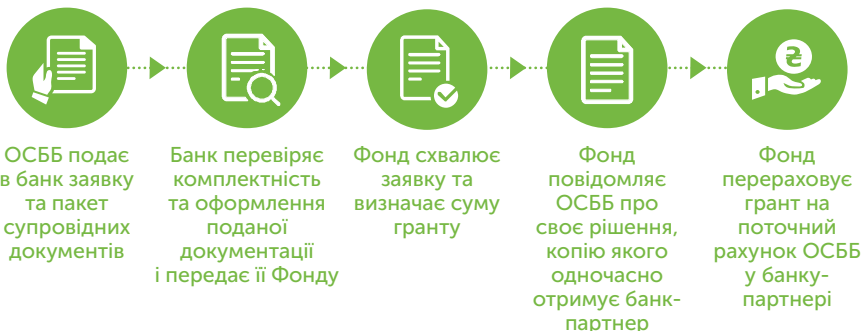 ОСББ подає
в банк заявку
та пакет
супровідних
документів
Банк перевіряє
комплектність
та оформлення
поданої
документації
і передає її Фонду
Фонд схвалює
заявку та
визначає суму
гранту
Фонд
повідомляє
ОСББ про
своє рішення,
копію якого
одночасно
отримує банк-
партнер
₴
Фонд
перераховує
грант на
поточний
рахунок ОСББ
у банку-
партнері